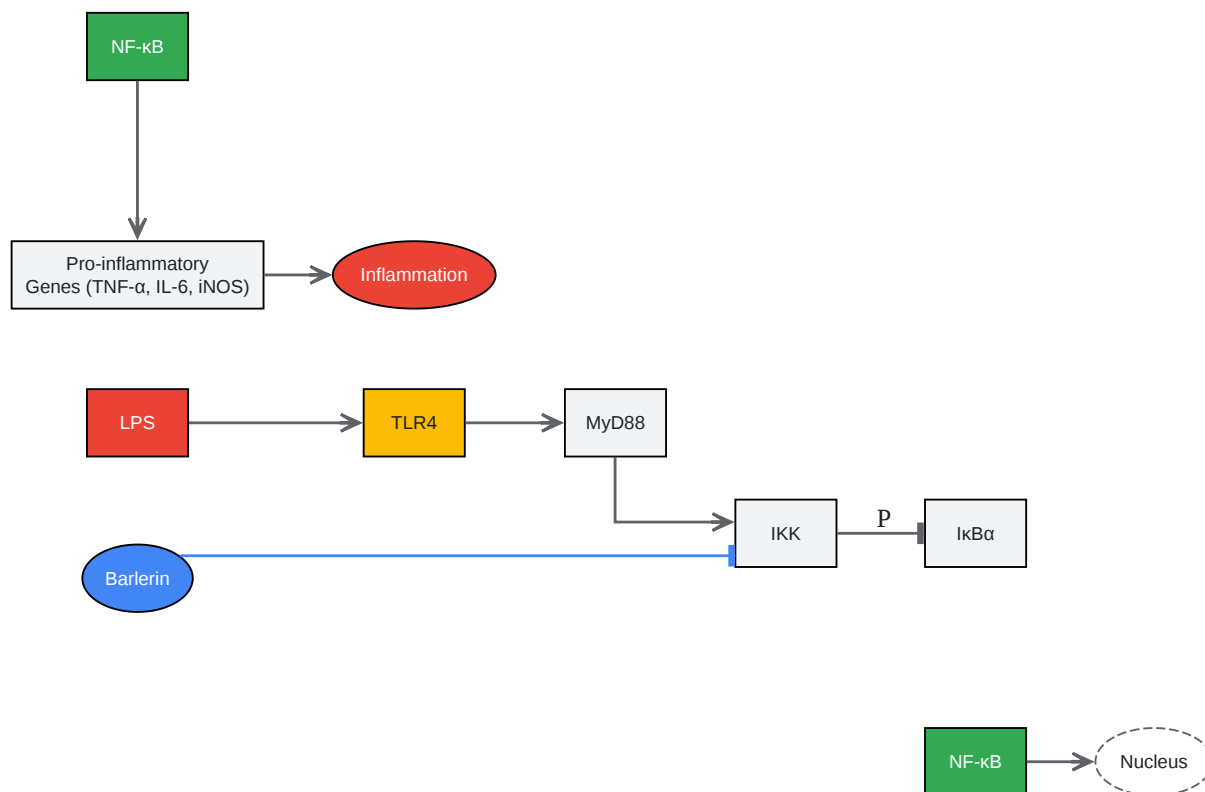 NF-κB
Pro-inflammatory
Genes (TNF-α, IL-6, iNOS)
Inflammation
LPS
TLR4
MyD88
IKK
P
IκBα
Barlerin
NF-κB
Nucleus